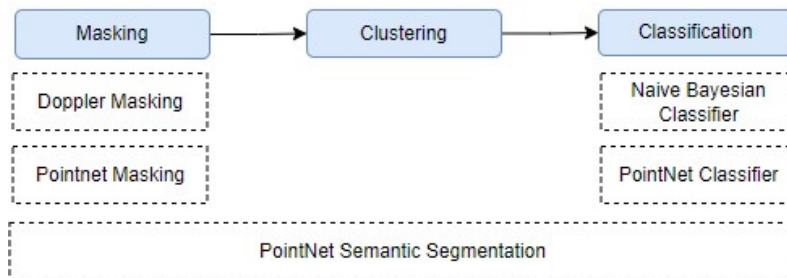 Masking
Clustering
Classification
Doppler Masking
Naive Bayesian
Classifier
Pointnet Masking
PointNet Classifier
PointNet Semantic Segmentation